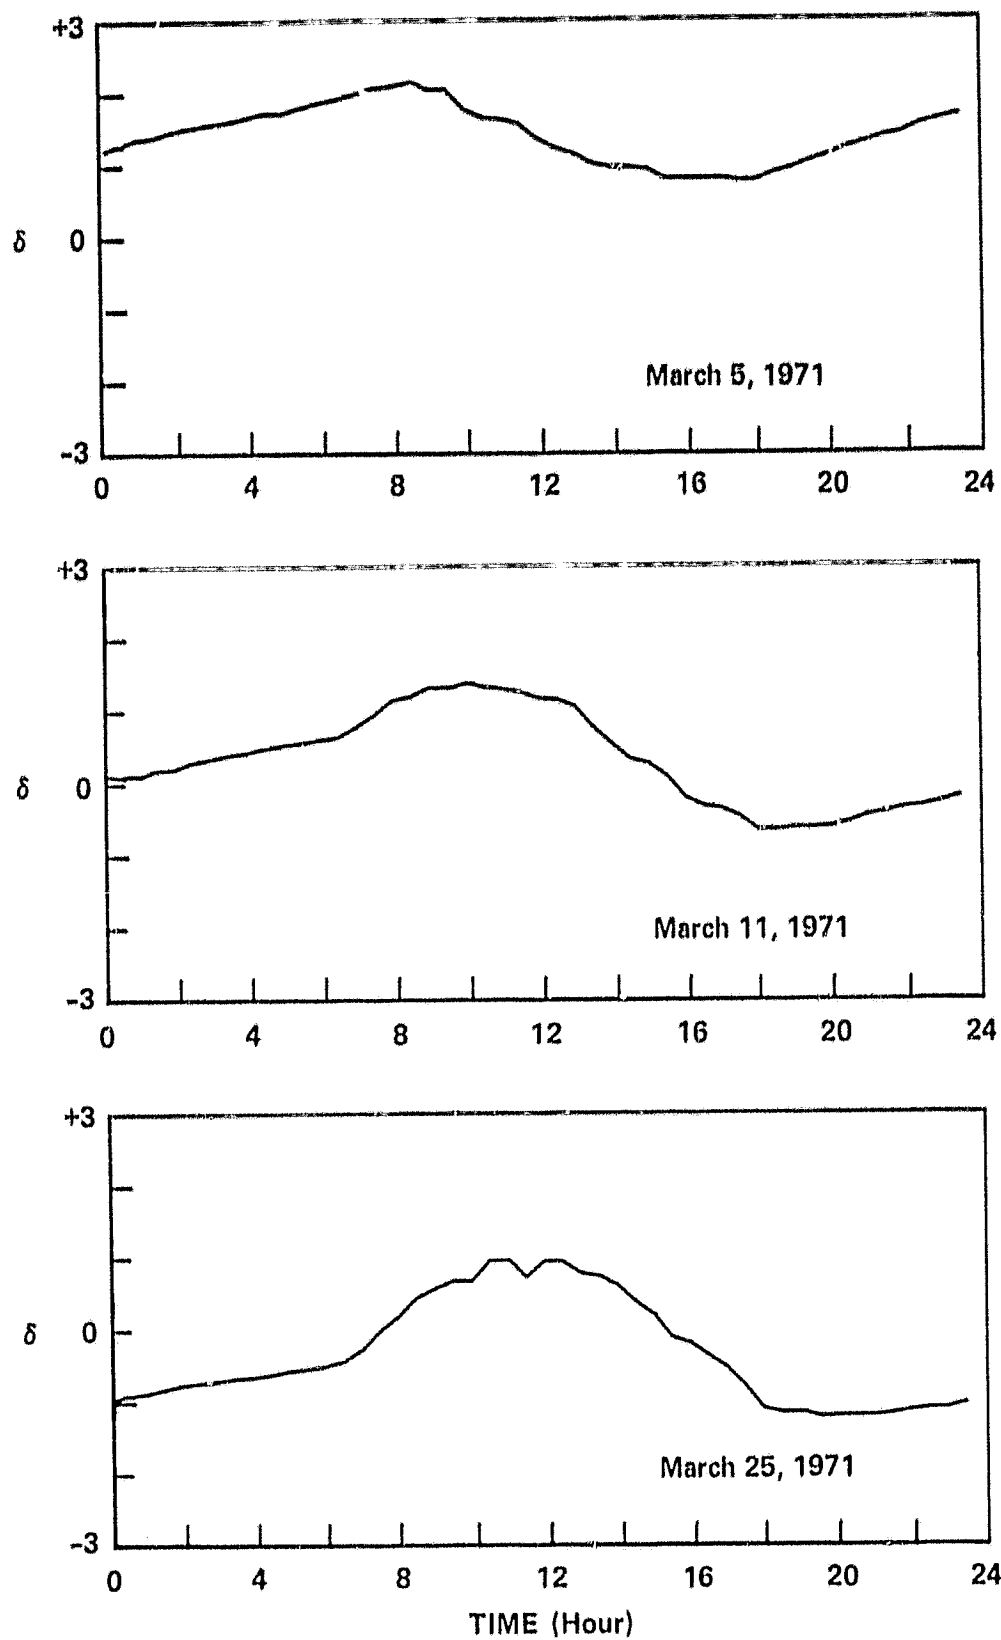 +3
δ 0
March 5, 1971
-3
0 4 8 12 16 20 24
+3
δ 0
March 11, 1971
-3
0 4 8 12 16 20 24
+3
δ 0
March 25, 1971
-3
0 4 8 12 16 20 24
TIME (Hour)